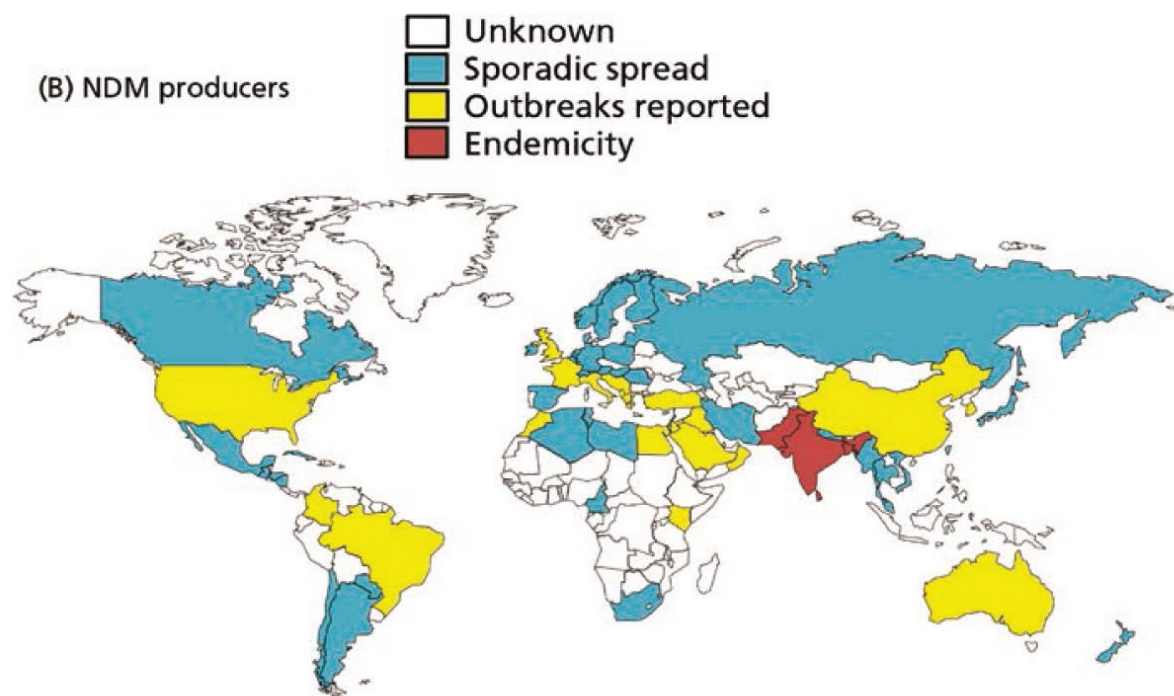 Unknown
Sporadic spread
(B) NDM producers
Outbreaks reported
Endemicity